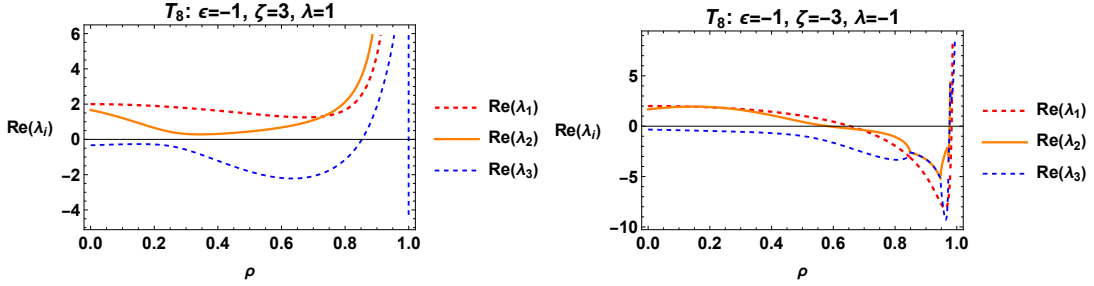 T₈: ϵ=−1, ζ=3, λ=1
6
4
2
0
−2
−4
Re(λᵢ)
0.0 0.2 0.4 0.6 0.8 1.0
ρ
Re(λ₁)
Re(λ₂)
Re(λ₃)
T₈: ϵ=−1, ζ=−3, λ=−1
5
0
−5
−10
Re(λᵢ)
0.0 0.2 0.4 0.6 0.8 1.0
ρ
Re(λ₁)
Re(λ₂)
Re(λ₃)